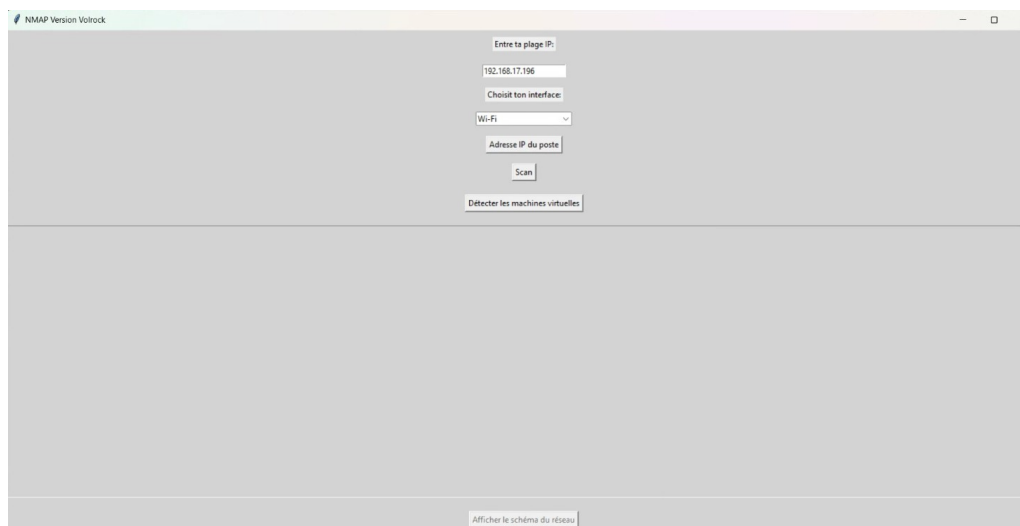 NMAP Version Volrock
Entre ta plage IP:
192.168.17.196
Choisit ton interface:
Wi-Fi
Adresse IP du poste
Scan
Détecter les machines virtuelles
Afficher le schéma du réseau